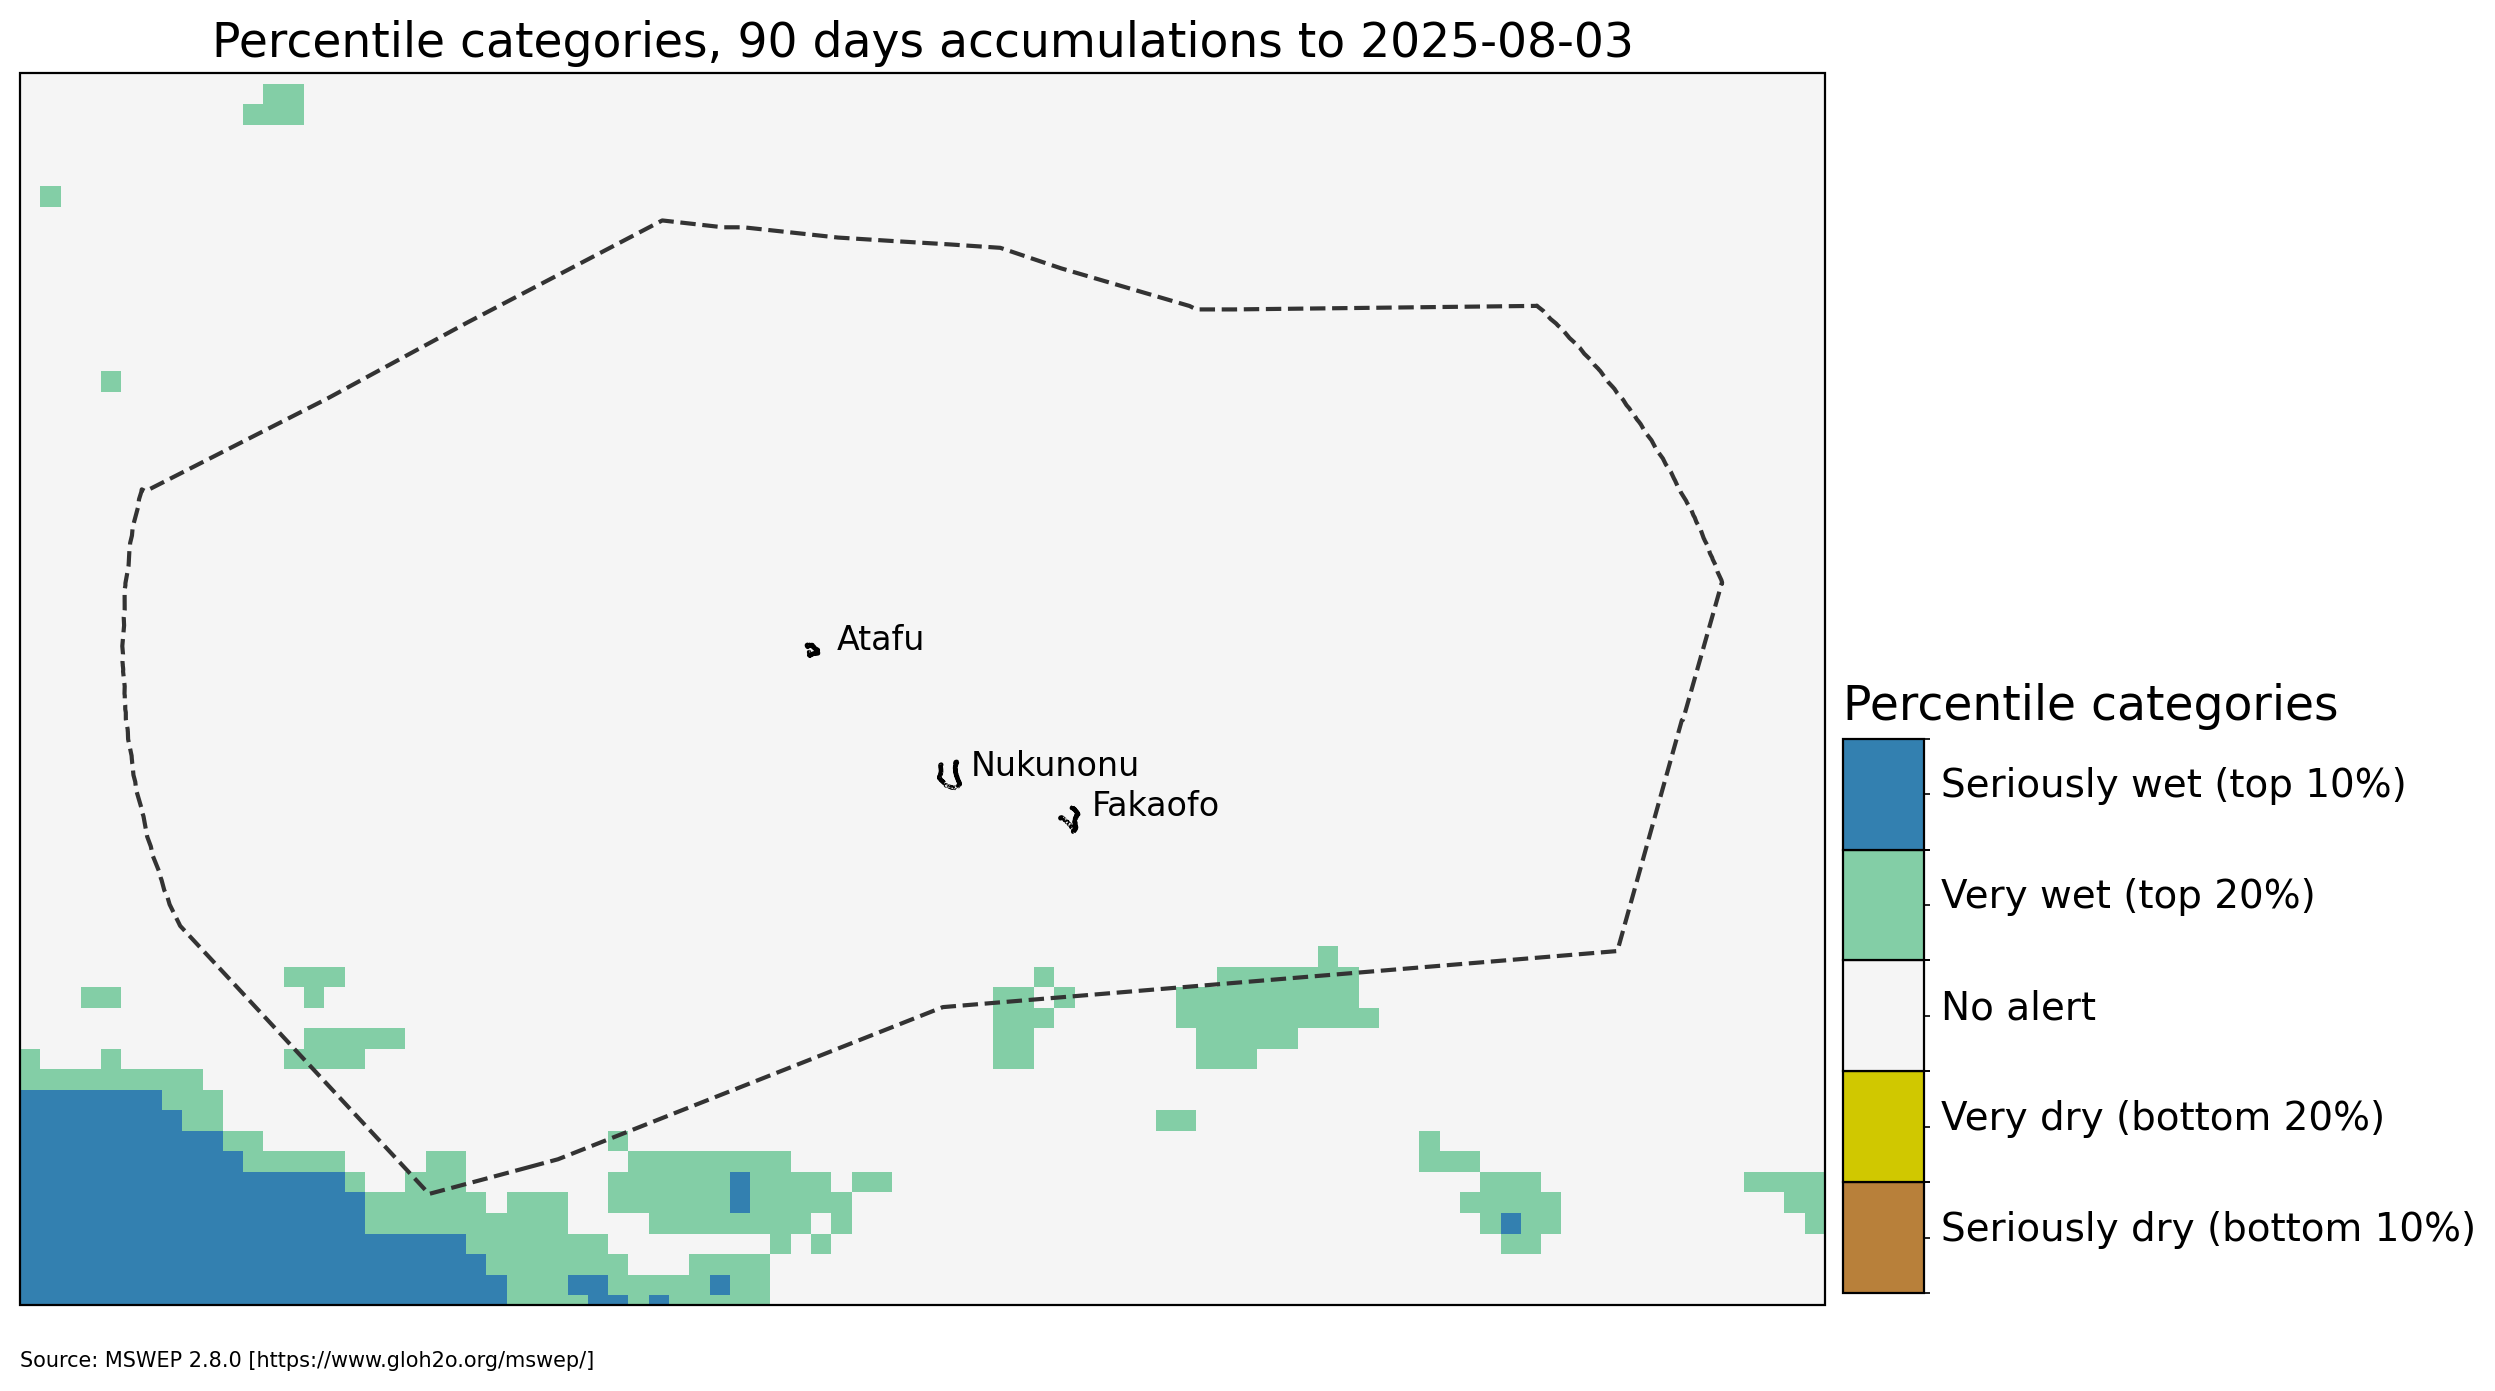 Percentile categories, 90 days accumulations to 2025-08-03
Atafu
Nukunonu
Fakaofo
Percentile categories
Seriously wet (top 10%)
Very wet (top 20%)
No alert
Very dry (bottom 20%)
Seriously dry (bottom 10%)
Source: MSWEP 2.8.0 [https://www.gloh2o.org/mswep/]